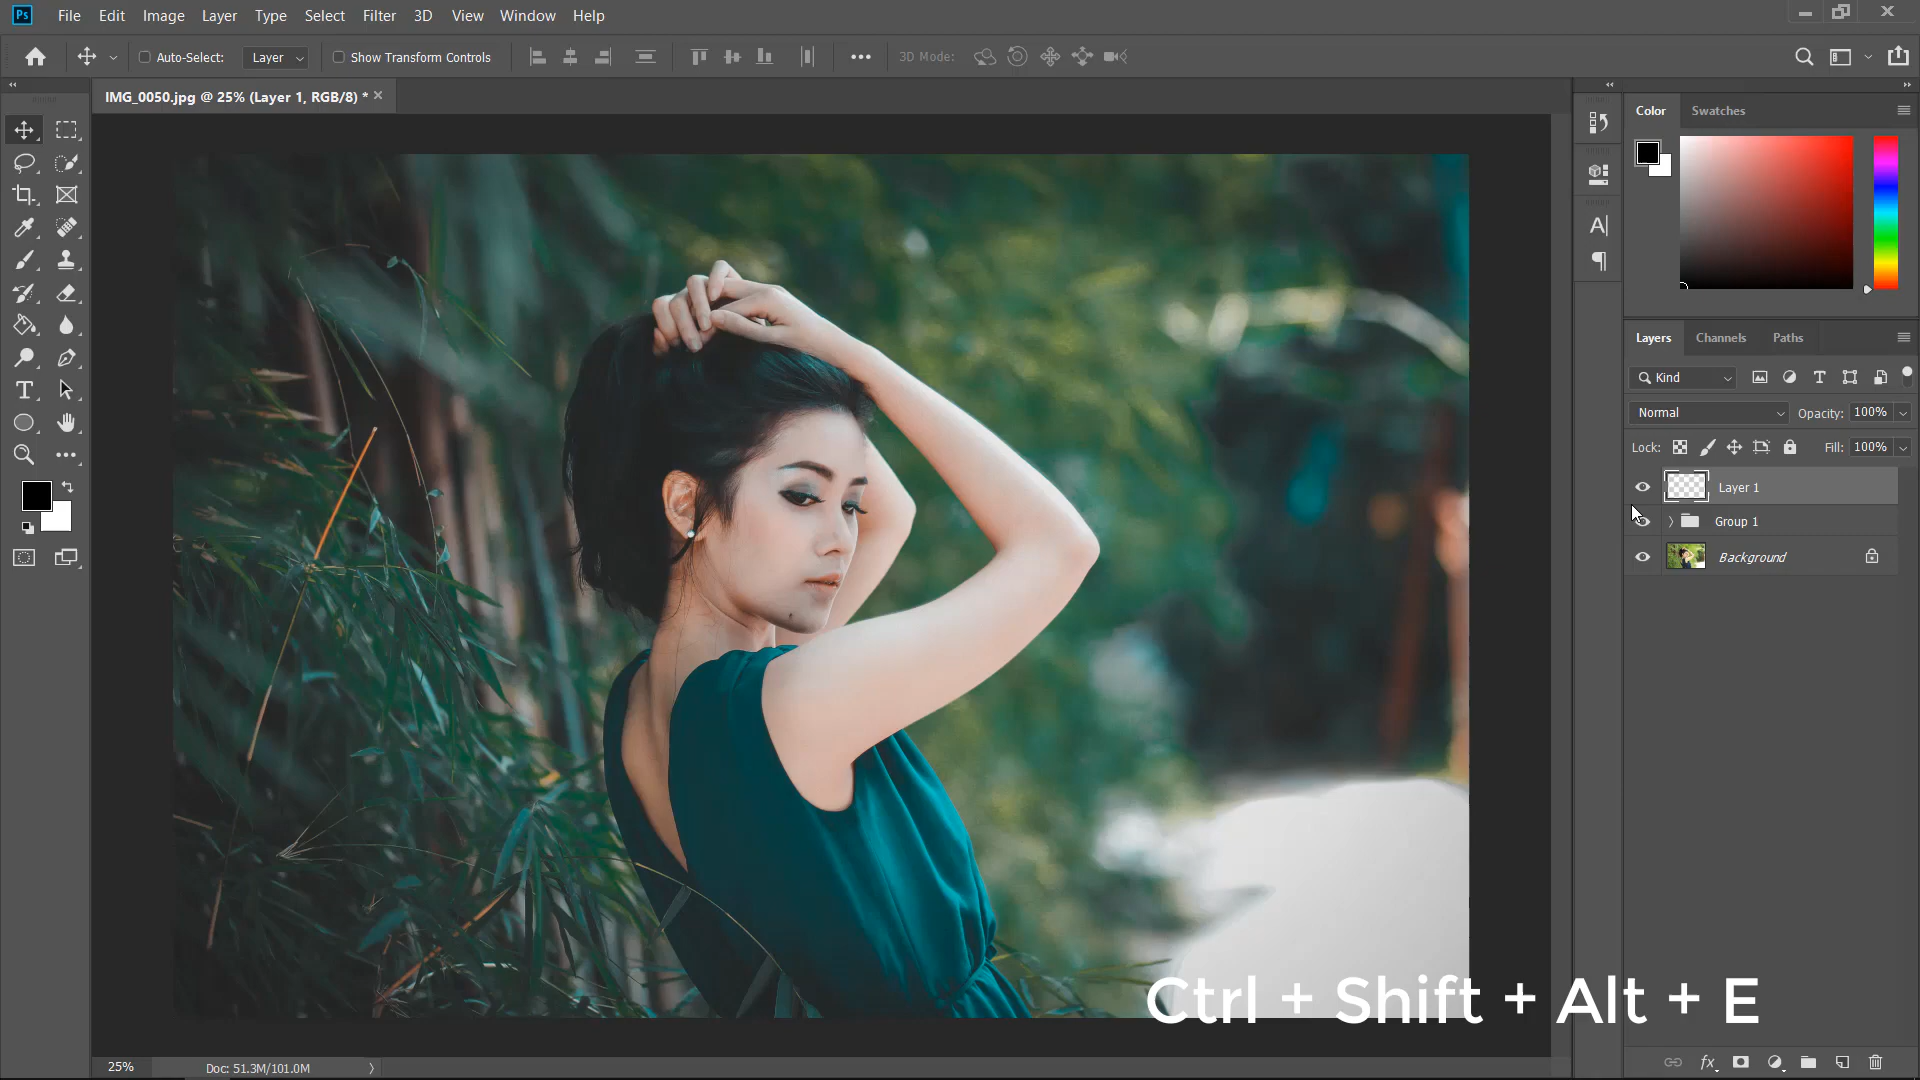 Ps File Edit Image Layer Type Select Filter 3D View Window Help
Auto-Select: Layer Show Transform Controls 3D Mode:
IMG_0050.jpg @ 25% (Layer 1, RGB/8) *
Color Swatches
Layers Channels Paths
Kind
Normal Opacity: 100%
Lock: Fill: 100%
Layer 1
Group 1
Background
Ctrl + Shift + Alt + E
25% Doc: 51.3M/101.0M
fx